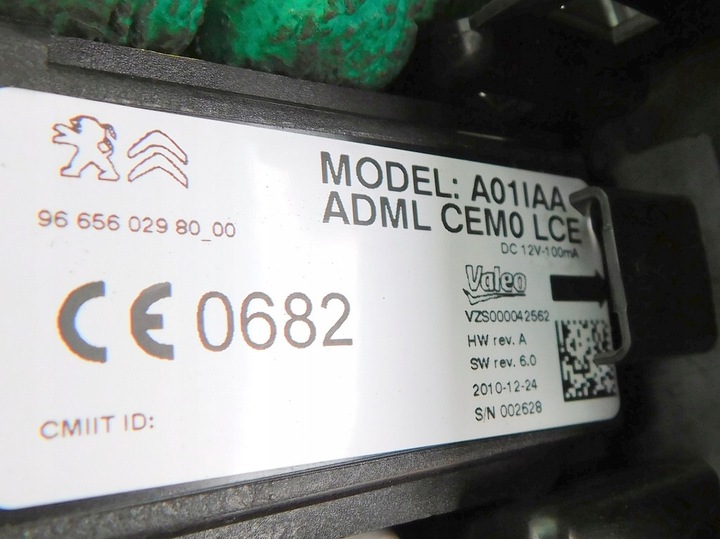 96 656 029 80_00
MODEL: A01IAA
ADML CEM0 LCE
DC 12V-100mA
CE 0682
Valeo
VZS000042562
HW rev. A
SW rev. 6.0
2010-12-24
S/N 002628
CMIIT ID: